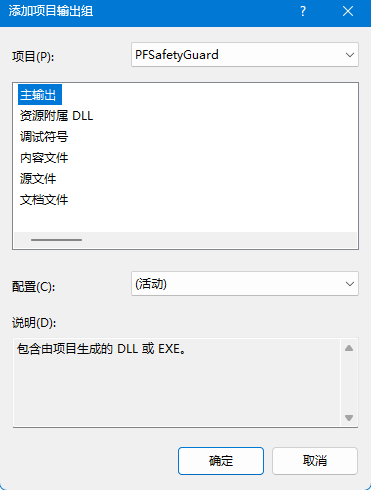 添加项目输出组
?
项目(P):
PFSafetyGuard
主输出
资源附属 DLL
调试符号
内容文件
源文件
文档文件
配置(C):
(活动)
说明(D):
包含由项目生成的 DLL 或 EXE。
确定
取消